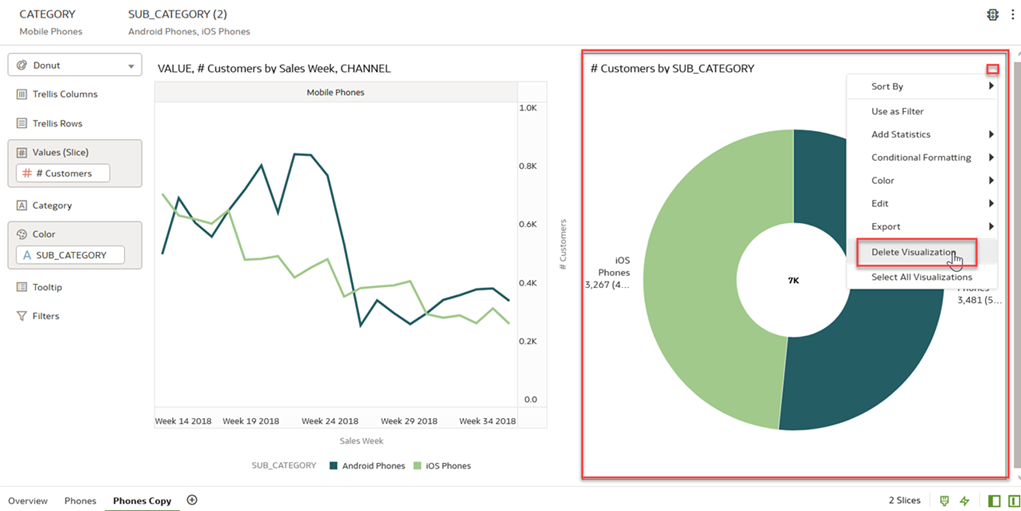 CATEGORY
Mobile Phones
SUB_CATEGORY (2)
Android Phones, iOS Phones
Donut
Trellis Columns
Trellis Rows
Values (Slice)
# # Customers
Category
Color
A SUB_CATEGORY
Tooltip
Filters
VALUE, # Customers by Sales Week, CHANNEL
Mobile Phones
1.0K
0.8K
0.6K
0.4K
0.2K
0.0
# Customers
Week 14 2018 Week 19 2018 Week 24 2018 Week 29 2018 Week 34 2018
Sales Week
SUB_CATEGORY Android Phones iOS Phones
# Customers by SUB_CATEGORY
iOS
Phones
3,267 (4...
7K
Phones
3,481 (5...
Sort By
Use as Filter
Add Statistics
Conditional Formatting
Color
Edit
Export
Delete Visualization
Select All Visualizations
Overview Phones Phones Copy
2 Slices